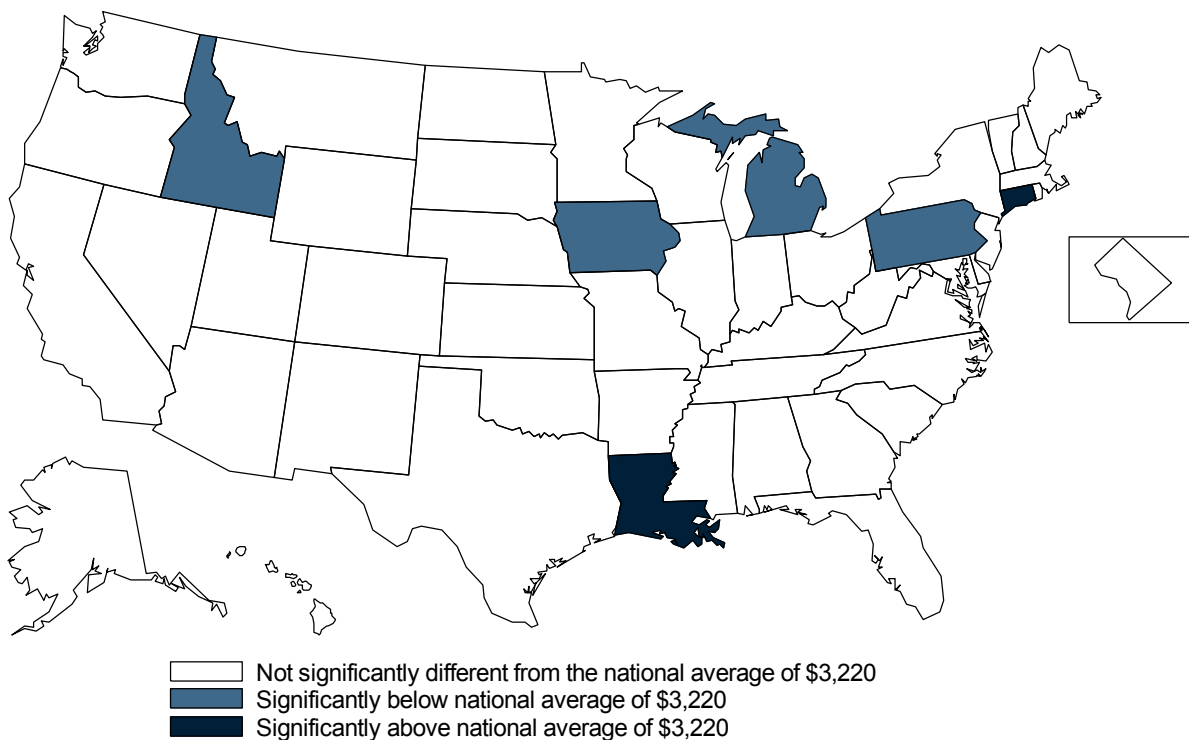 Not significantly different from the national average of $3,220
Significantly below national average of $3,220
Significantly above national average of $3,220